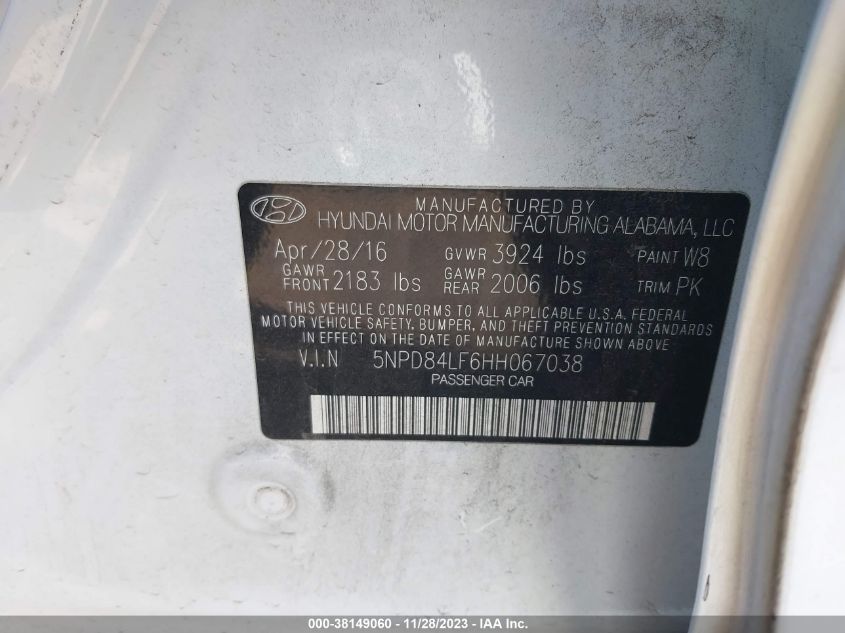 MANUFACTURED BY
HYUNDAI MOTOR MANUFACTURING ALABAMA, LLC
Apr/28/16 GVWR 3924 lbs PAINT W8
GAWR FRONT 2183 lbs GAWR REAR 2006 lbs TRIM PK
THIS VEHICLE CONFORMS TO ALL APPLICABLE U.S.A. FEDERAL
MOTOR VEHICLE SAFETY, BUMPER, AND THEFT PREVENTION STANDARDS
IN EFFECT ON THE DATE OF MANUFACTURE SHOWN ABOVE.
V.I.N 5NPD84LF6HH067038
PASSENGER CAR
000-38149060 - 11/28/2023 - IAA Inc.